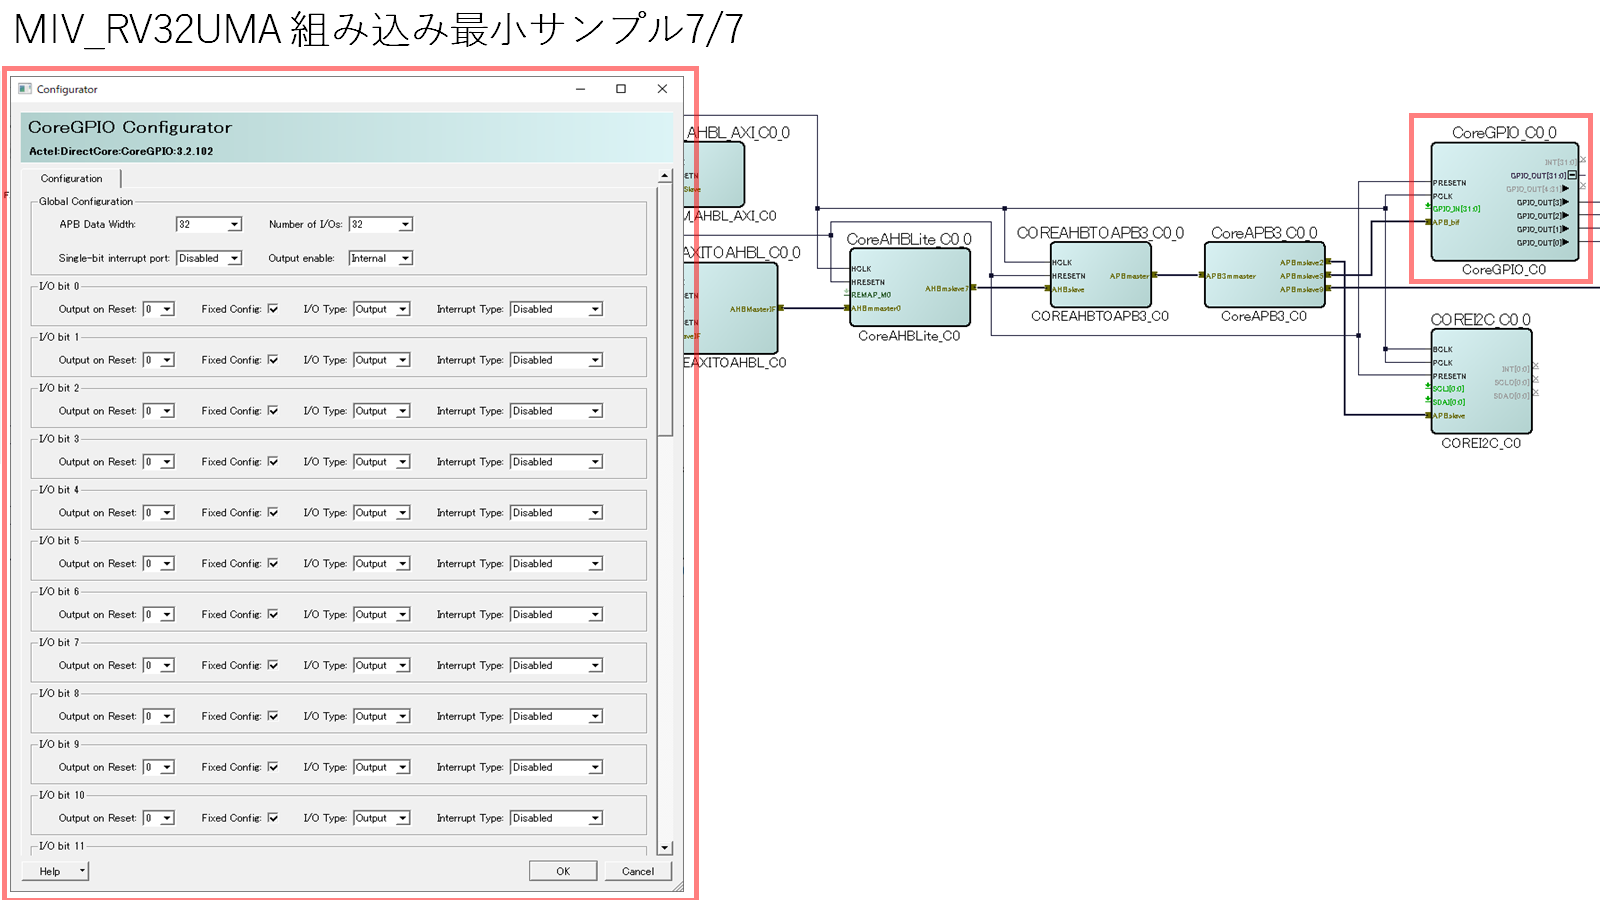 MIV_RV32UMA 組み込み最小サンプル7/7
Configurator
CoreGPIO Configurator
Actel:DirectCore:CoreGPIO:3.2.102
Configuration
Global Configuration
APB Data Width: 32 Number of I/Os: 32
Single-bit interrupt port: Disabled Output enable: Internal
I/O bit 0
Output on Reset: 0 Fixed Config: I/O Type: Output Interrupt Type: Disabled
I/O bit 1
Output on Reset: 0 Fixed Config: I/O Type: Output Interrupt Type: Disabled
I/O bit 2
Output on Reset: 0 Fixed Config: I/O Type: Output Interrupt Type: Disabled
I/O bit 3
Output on Reset: 0 Fixed Config: I/O Type: Output Interrupt Type: Disabled
I/O bit 4
Output on Reset: 0 Fixed Config: I/O Type: Output Interrupt Type: Disabled
I/O bit 5
Output on Reset: 0 Fixed Config: I/O Type: Output Interrupt Type: Disabled
I/O bit 6
Output on Reset: 0 Fixed Config: I/O Type: Output Interrupt Type: Disabled
I/O bit 7
Output on Reset: 0 Fixed Config: I/O Type: Output Interrupt Type: Disabled
I/O bit 8
Output on Reset: 0 Fixed Config: I/O Type: Output Interrupt Type: Disabled
I/O bit 9
Output on Reset: 0 Fixed Config: I/O Type: Output Interrupt Type: Disabled
I/O bit 10
Output on Reset: 0 Fixed Config: I/O Type: Output Interrupt Type: Disabled
I/O bit 11
Help OK Cancel
_AHBL_AXI_C0_0
ETN
Slave
M_AHBL_AXI_C0
AXITOAHBL_C0_0
ETN
AHBMasterIF
ETN
veIF
EAXITOAHBL_C0
CoreAHBLite_C0_0
HCLK
HRESETN
REMAP_M0
AHBmmaster0
AHBmslave7
CoreAHBLite_C0
COREAHBTOAPB3_C0_0
HCLK
HRESETN
AHBslave
APBmaster
COREAHBTOAPB3_C0
CoreAPB3_C0_0
APB3mmaster
APBmslave2
APBmslave5
APBmslave9
CoreAPB3_C0
CoreGPIO_C0_0
PRESETN
PCLK
GPIO_IN[31:0]
APB_bif
INT[31:0]
GPIO_OUT[31:0]
GPIO_OUT[4:31]
GPIO_OUT[3]
GPIO_OUT[2]
GPIO_OUT[1]
GPIO_OUT[0]
CoreGPIO_C0
COREI2C_C0_0
BCLK
PCLK
PRESETN
SCLI[0:0]
SDAI[0:0]
APBslave
INT[0:0]
SCLO[0:0]
SDAO[0:0]
COREI2C_C0